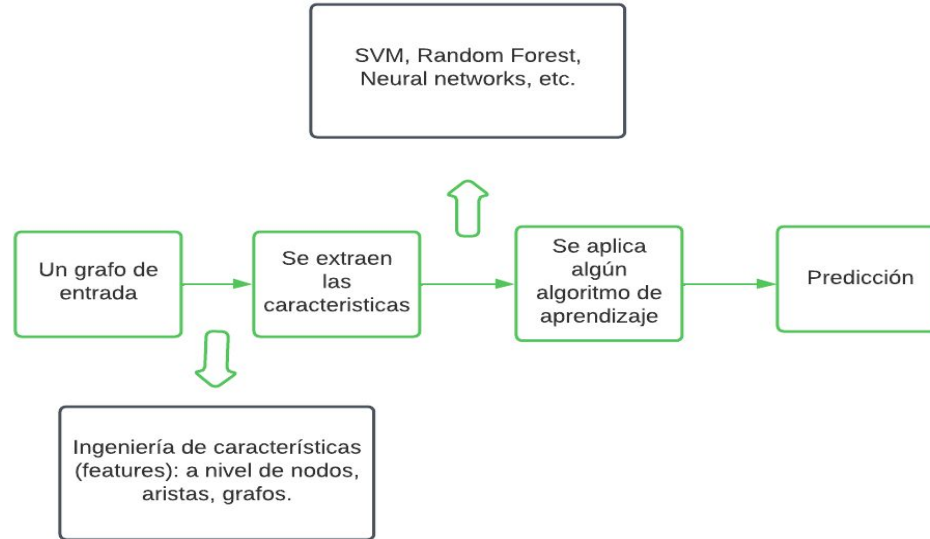 SVM, Random Forest,
Neural networks, etc.
Un grafo de
entrada
Se extraen
las
caracteristicas
Se aplica
algún
algoritmo de
aprendizaje
Predicción
Ingeniería de características
(features): a nivel de nodos,
aristas, grafos.